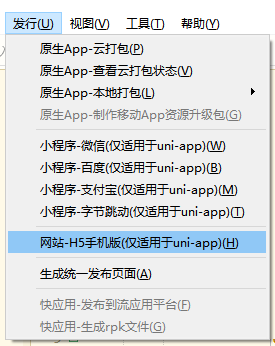 发行(U) 视图(V) 工具(T) 帮助(Y)
原生App-云打包(P)
原生App-查看云打包状态(V)
原生App-本地打包(L)
原生App-制作移动App资源升级包(G)
小程序-微信(仅适用于uni-app)(W)
小程序-百度(仅适用于uni-app)(B)
小程序-支付宝(仅适用于uni-app)(M)
小程序-字节跳动(仅适用于uni-app)(T)
网站-H5手机版(仅适用于uni-app)(H)
生成统一发布页面(A)
快应用-发布到流应用平台(F)
快应用-生成rpk文件(G)